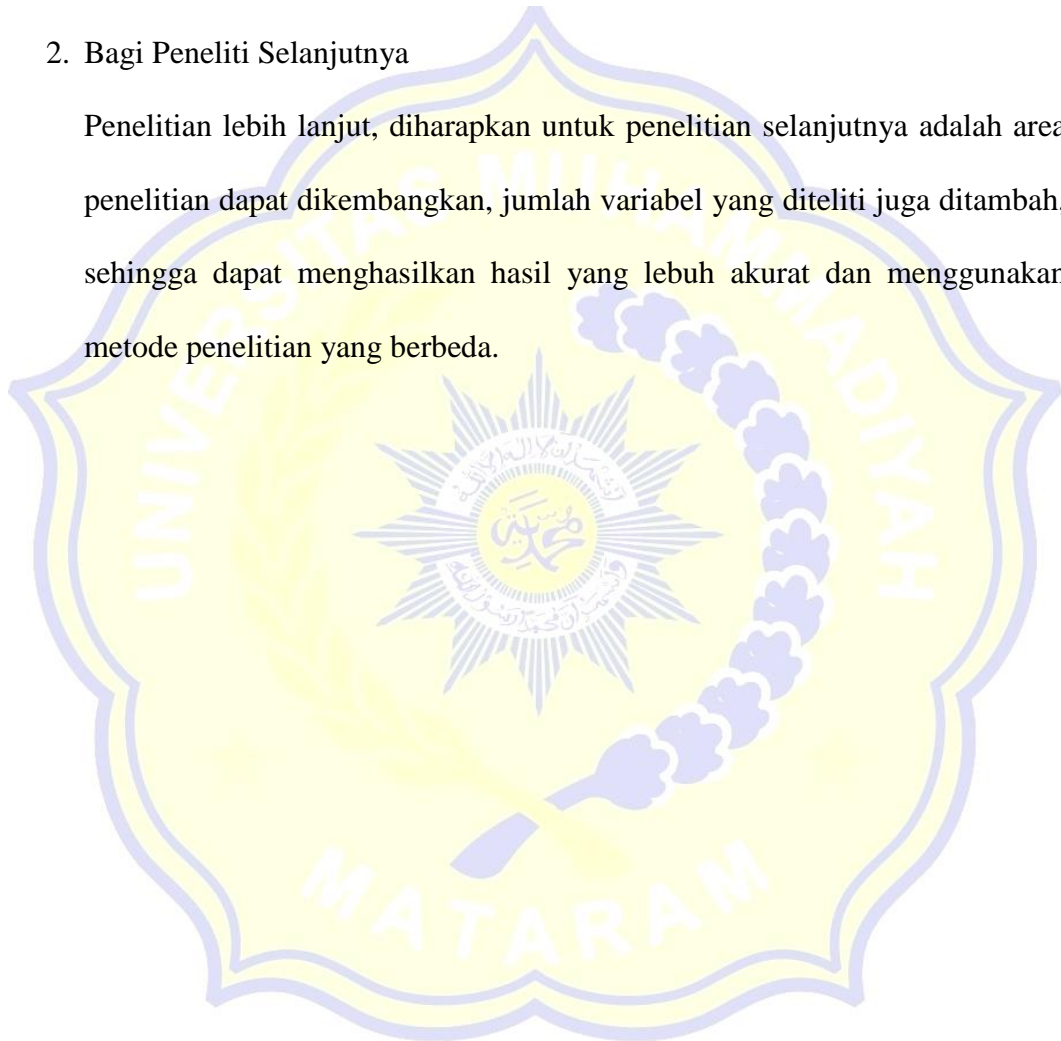 2. Bagi Peneliti Selanjutnya
Penelitian lebih lanjut, diharapkan untuk penelitian selanjutnya adalah area
penelitian dapat dikembangkan, jumlah variabel yang diteliti juga ditambah,
sehingga dapat menghasilkan hasil yang lebuh akurat dan menggunakan
metode penelitian yang berbeda.
UNIVERSITAS MUHAMMADIYAH
MATARAM